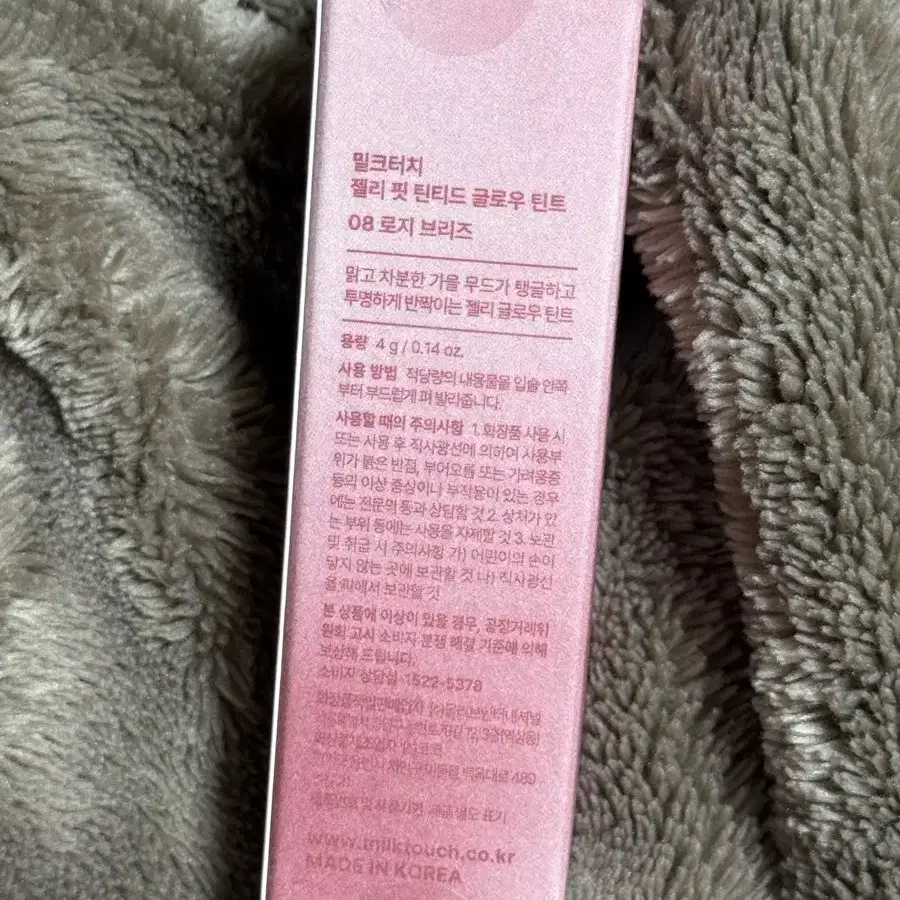 밀크터치
젤리 핏 틴티드 글로우 틴트
08 로지 브리즈
맑고 차분한 가을 무드가 탱글하고
투명하게 반짝이는 젤리 글로우 틴트
용량 4 g / 0.14 oz.
사용 방법 적당량의 내용물을 입술 안쪽
부터 부드럽게 펴 발라줍니다.
사용할 때의 주의사항 1. 화장품 사용 시
또는 사용 후 직사광선에 의하여 사용부
위가 붉은 반점, 부어오름 또는 가려움증
등의 이상 증상이나 부작용이 있는 경우
에는 전문의 등과 상담할 것 2. 상처가 있
는 부위 등에는 사용을 자제할 것 3. 보관
및 취급 시 주의사항 가) 어린이의 손이
닿지 않는 곳에 보관할 것 나) 직사광선
을 피해서 보관할 것
본 상품에 이상이 있을 경우, 공정거래위
원회 고시 소비자 분쟁 해결 기준에 의해
보상해 드립니다.
소비자 상담실 1522-5378
화장품책임판매업자
백옥대로 489
www.milktouch.co.kr
MADE IN KOREA